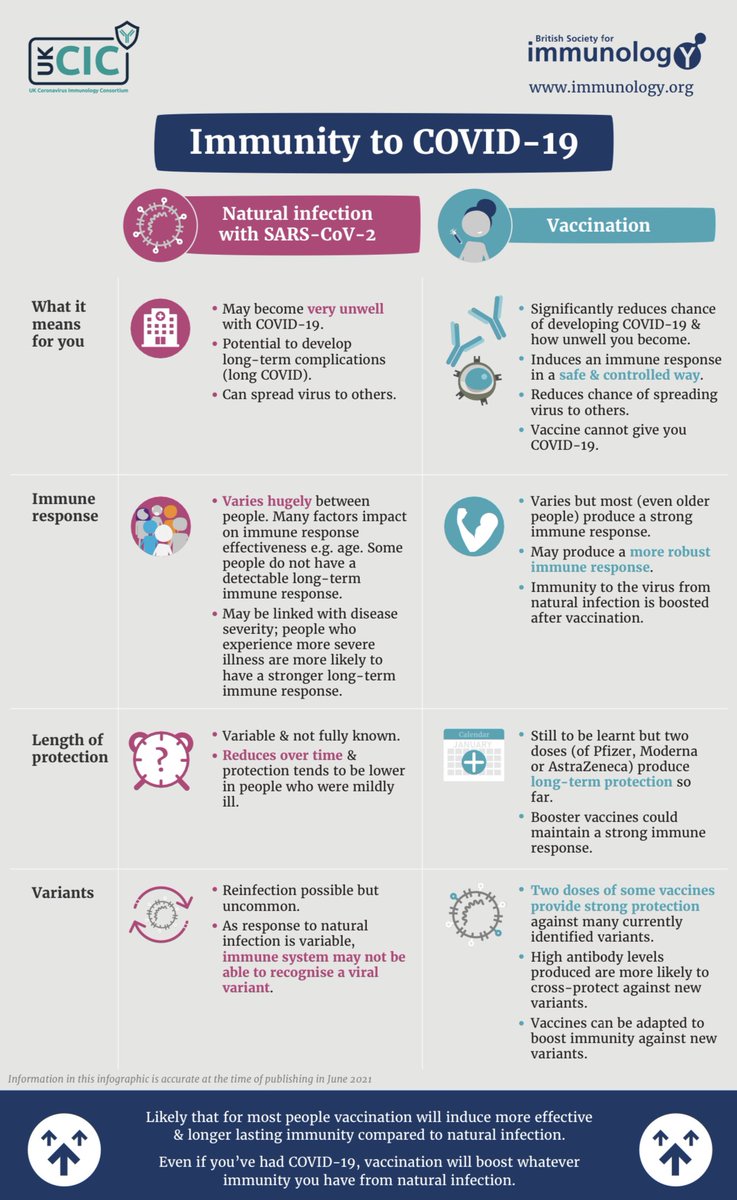 UK
CIC
UK Coronavirus Immunology Consortium
British Society for
immunology
www.immunology.org
Immunity to COVID-19
Natural infection
with SARS-CoV-2
Vaccination
What it
means
for you
• May become very unwell
with COVID-19.
• Potential to develop
long-term complications
(long COVID).
• Can spread virus to others.
• Significantly reduces chance
of developing COVID-19 &
how unwell you become.
• Induces an immune response
in a safe & controlled way.
• Reduces chance of spreading
virus to others.
• Vaccine cannot give you
COVID-19.
Immune
response
• Varies hugely between
people. Many factors impact
on immune response
effectiveness e.g. age. Some
people do not have a
detectable long-term
immune response.
• May be linked with disease
severity; people who
experience more severe
illness are more likely to
have a stronger long-term
immune response.
• Varies but most (even older
people) produce a strong
immune response.
• May produce a more robust
immune response.
• Immunity to the virus from
natural infection is boosted
after vaccination.
Length of
protection
?
• Variable & not fully known.
• Reduces over time &
protection tends to be lower
in people who were mildly
ill.
Calendar
JANUARY
• Still to be learnt but two
doses (of Pfizer, Moderna
or AstraZeneca) produce
long-term protection so
far.
• Booster vaccines could
maintain a strong immune
response.
Variants
• Reinfection possible but
uncommon.
• As response to natural
infection is variable,
immune system may not be
able to recognise a viral
variant.
• Two doses of some vaccines
provide strong protection
against many currently
identified variants.
• High antibody levels
produced are more likely to
cross-protect against new
variants.
• Vaccines can be adapted to
boost immunity against new
variants.
Information in this infographic is accurate at the time of publishing in June 2021
Likely that for most people vaccination will induce more effective
& longer lasting immunity compared to natural infection.
Even if you’ve had COVID-19, vaccination will boost whatever
immunity you have from natural infection.